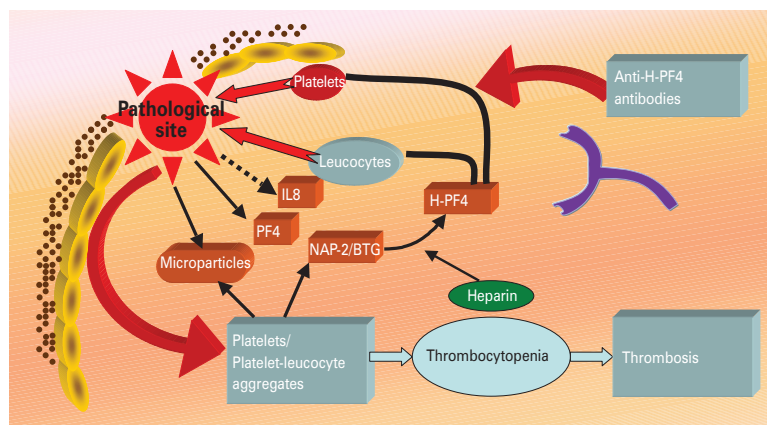 Platelets
Anti-H-PF4
antibodies
Pathological
site
Leucocytes
IL8
H-PF4
PF4
NAP-2/BTG
Microparticles
Heparin
Platelets/
Platelet-leucocyte
aggregates
Thrombocytopenia
Thrombosis